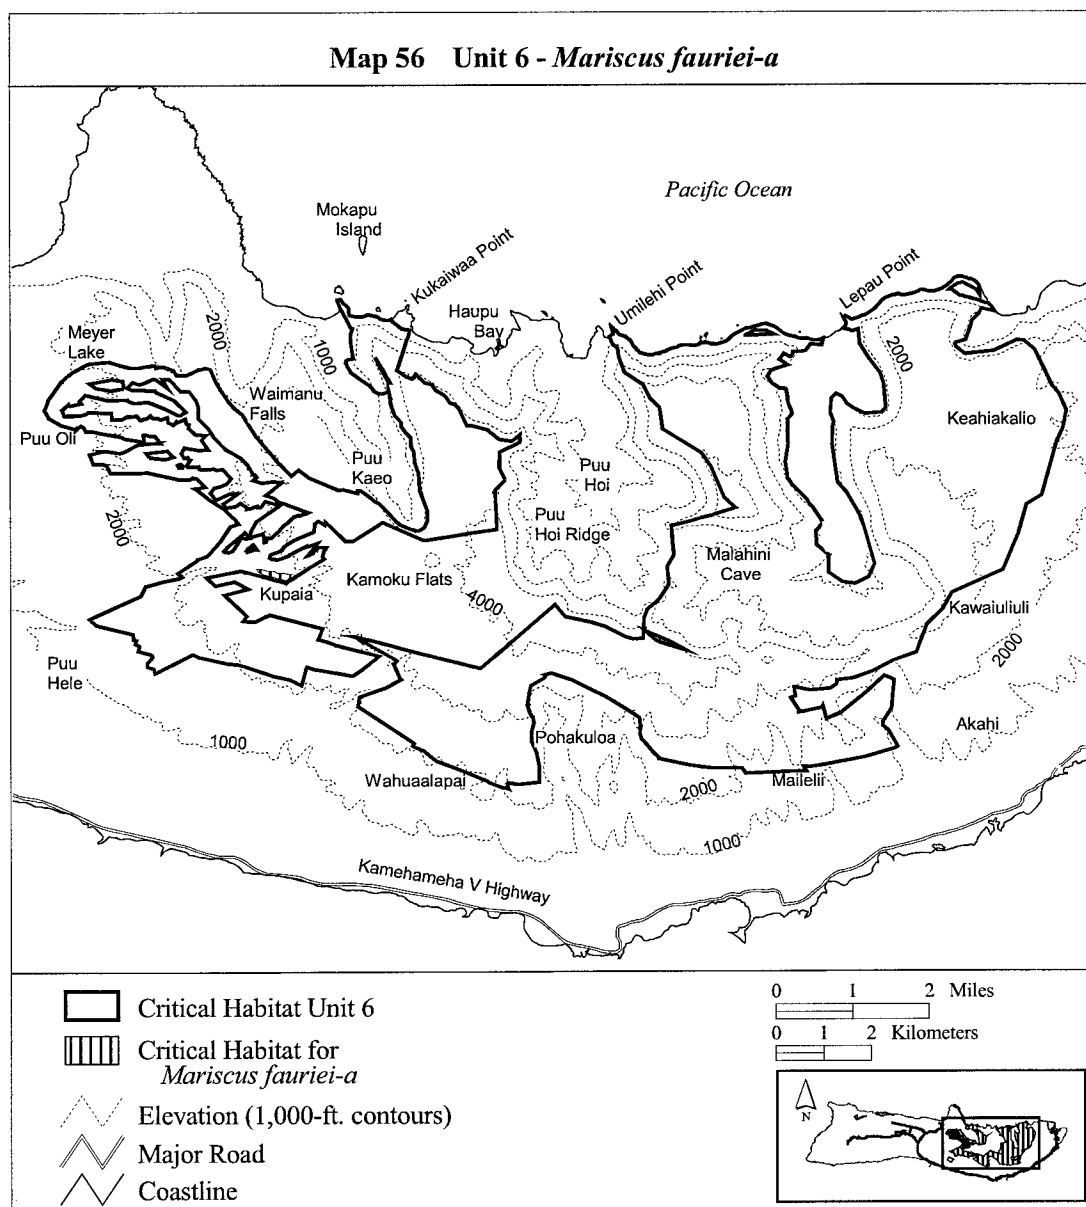 Map 56 Unit 6 - Mariscus fauriei-a
Pacific Ocean
Mokapu
Island
Kukaiwaa Point
Haupu
Bay
Umilehi Point
Lepau Point
Meyer
Lake
2000
1000
2000
Waimanu
Falls
Keahiakalio
Puu Oli
Puu
Kaeo
Puu
Hoi
Puu
Hoi Ridge
2000
Malahini
Cave
Kamoku Flats
Kupaia
4000
Kawaiuliuli
2000
Puu
Hele
Akahi
1000
Pohakuloa
Wahuaalapai
Mailelii
2000
1000
Kamehameha V Highway
Critical Habitat Unit 6
Critical Habitat for
Mariscus fauriei-a
Elevation (1,000-ft. contours)
Major Road
Coastline
0 1 2 Miles
0 1 2 Kilometers
N